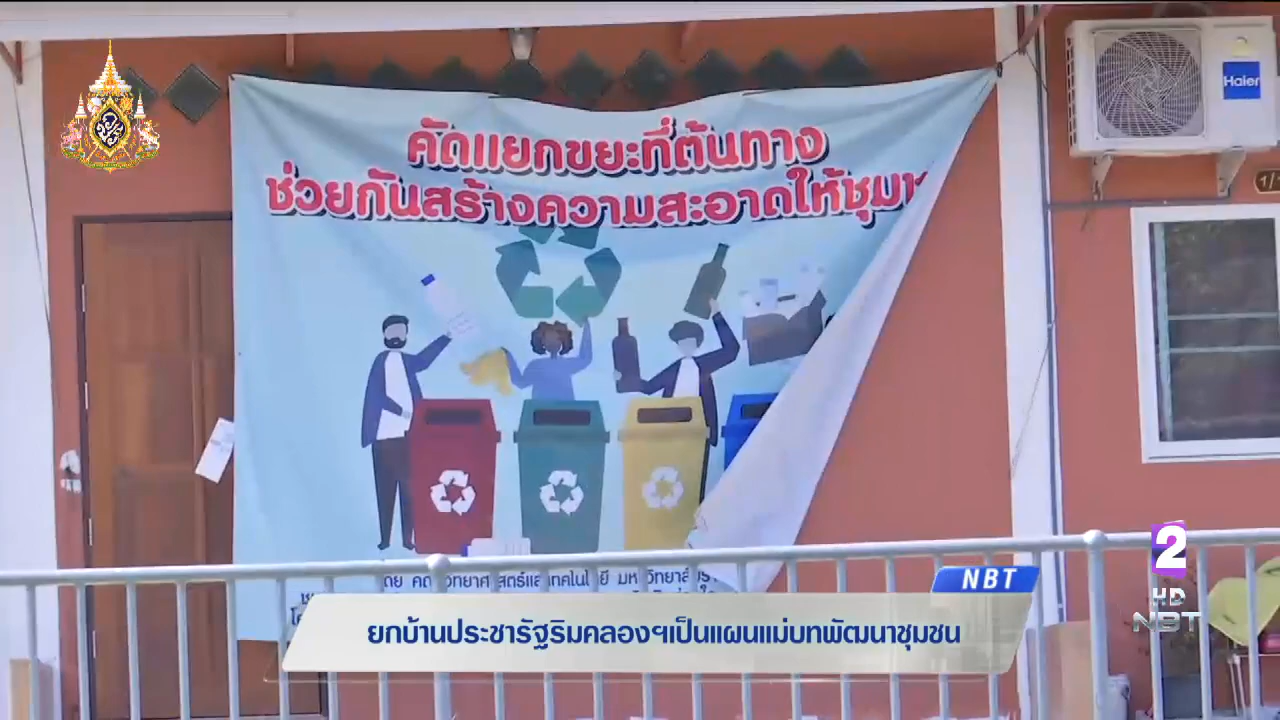 Haier
คัดแยกขยะที่ต้นทาง
ช่วยกันสร้างความสะอาดให้ชุม
2
HD
NBT
NBT
ยกบ้านประชารัฐริมคลองฯเป็นแผนแม่บทพัฒนาชุมชน